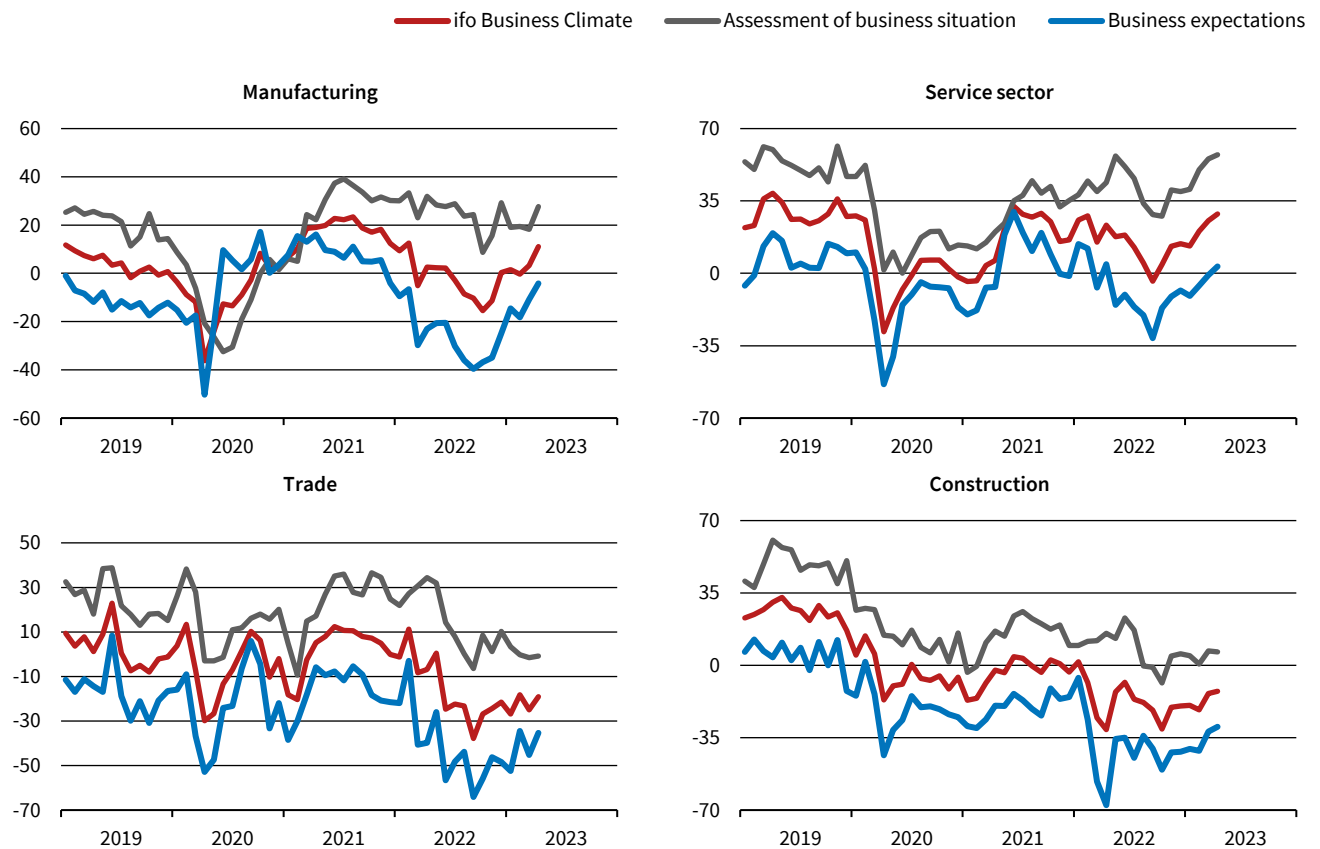 ifo Business Climate Assessment of business situation Business expectations
Manufacturing
60
40
20
0
-20
-40
-60
2019 2020 2021 2022 2023
Service sector
70
35
0
-35
-70
2019 2020 2021 2022 2023
Trade
50
30
10
-10
-30
-50
-70
2019 2020 2021 2022 2023
Construction
70
35
0
-35
-70
2019 2020 2021 2022 2023